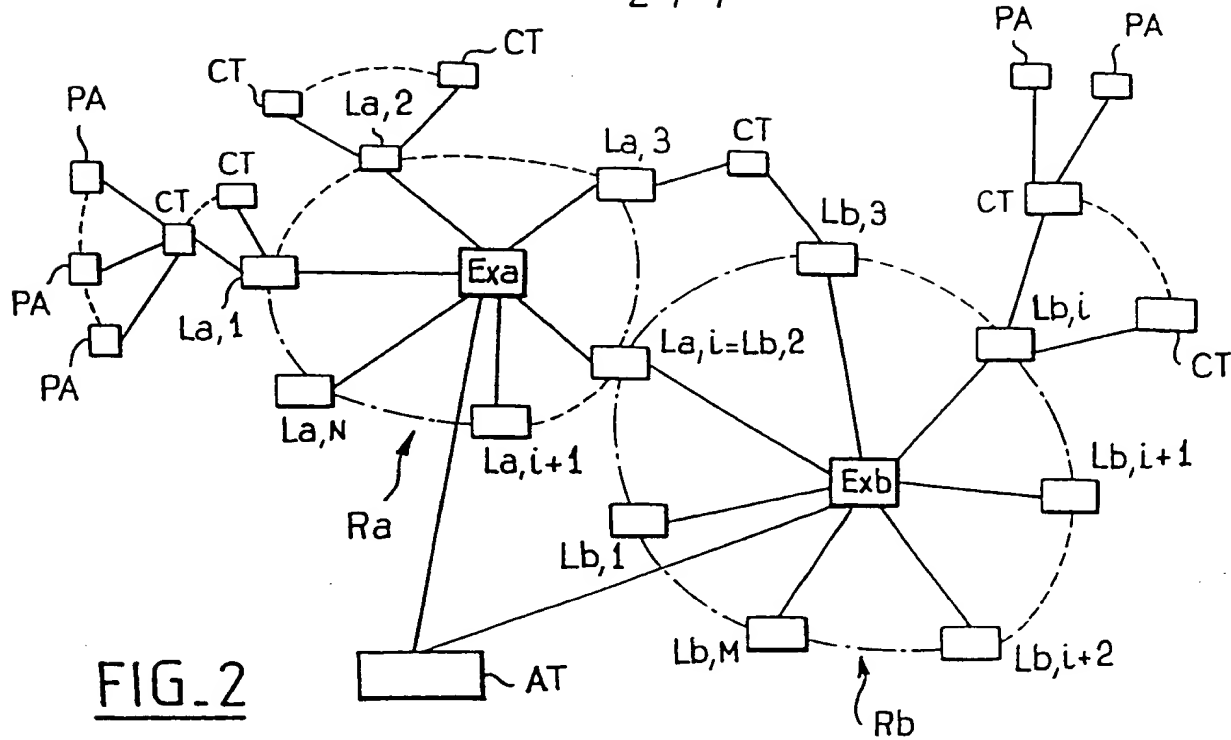 PA
PA
CT
CT
La,2
PA
CT
CT
La,3
CT
CT
Lb,3
PA
Exa
La,1
Lb,i
PA
La,i=Lb,2
CT
La,N
La,i+1
Lb,i+1
Exb
Ra
Lb,1
Lb,M
Lb,i+2
AT
FIG_2
Rb